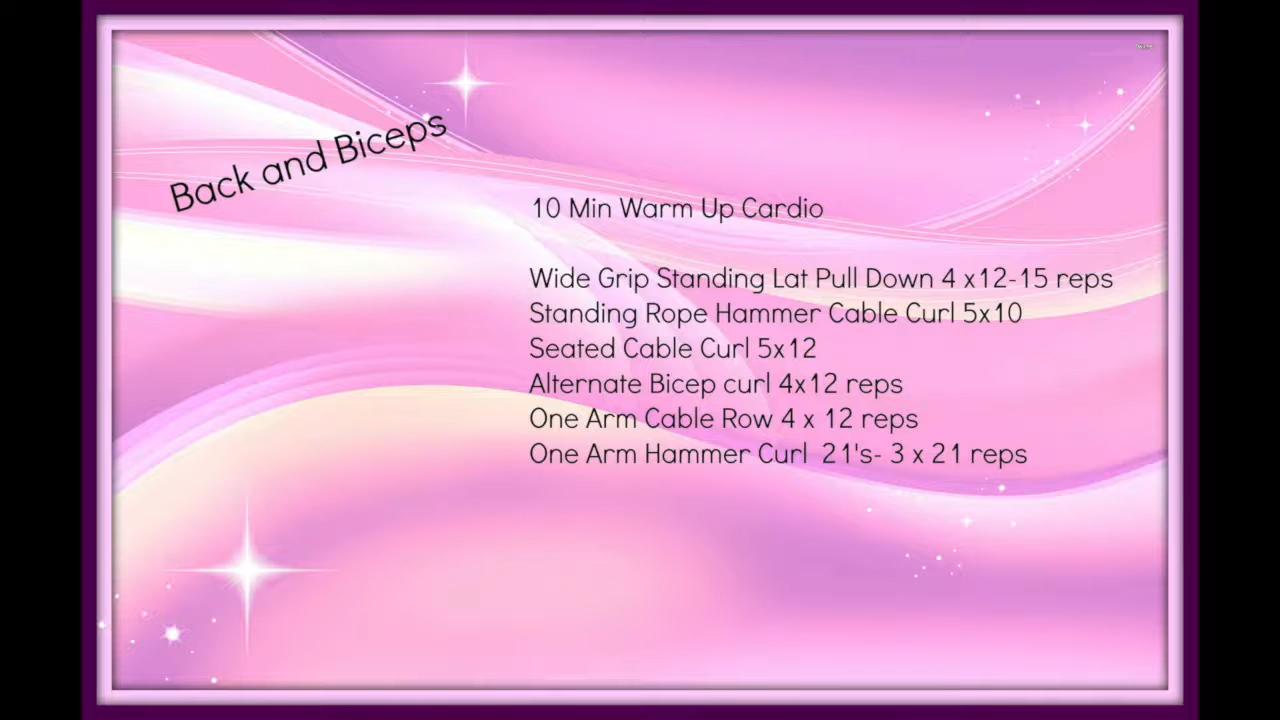 Back and Biceps
10 Min Warm Up Cardio
Wide Grip Standing Lat Pull Down 4 x12-15 reps
Standing Rope Hammer Cable Curl 5x10
Seated Cable Curl 5x12
Alternate Bicep curl 4x12 reps
One Arm Cable Row 4 x 12 reps
One Arm Hammer Curl  21's- 3 x 21 reps